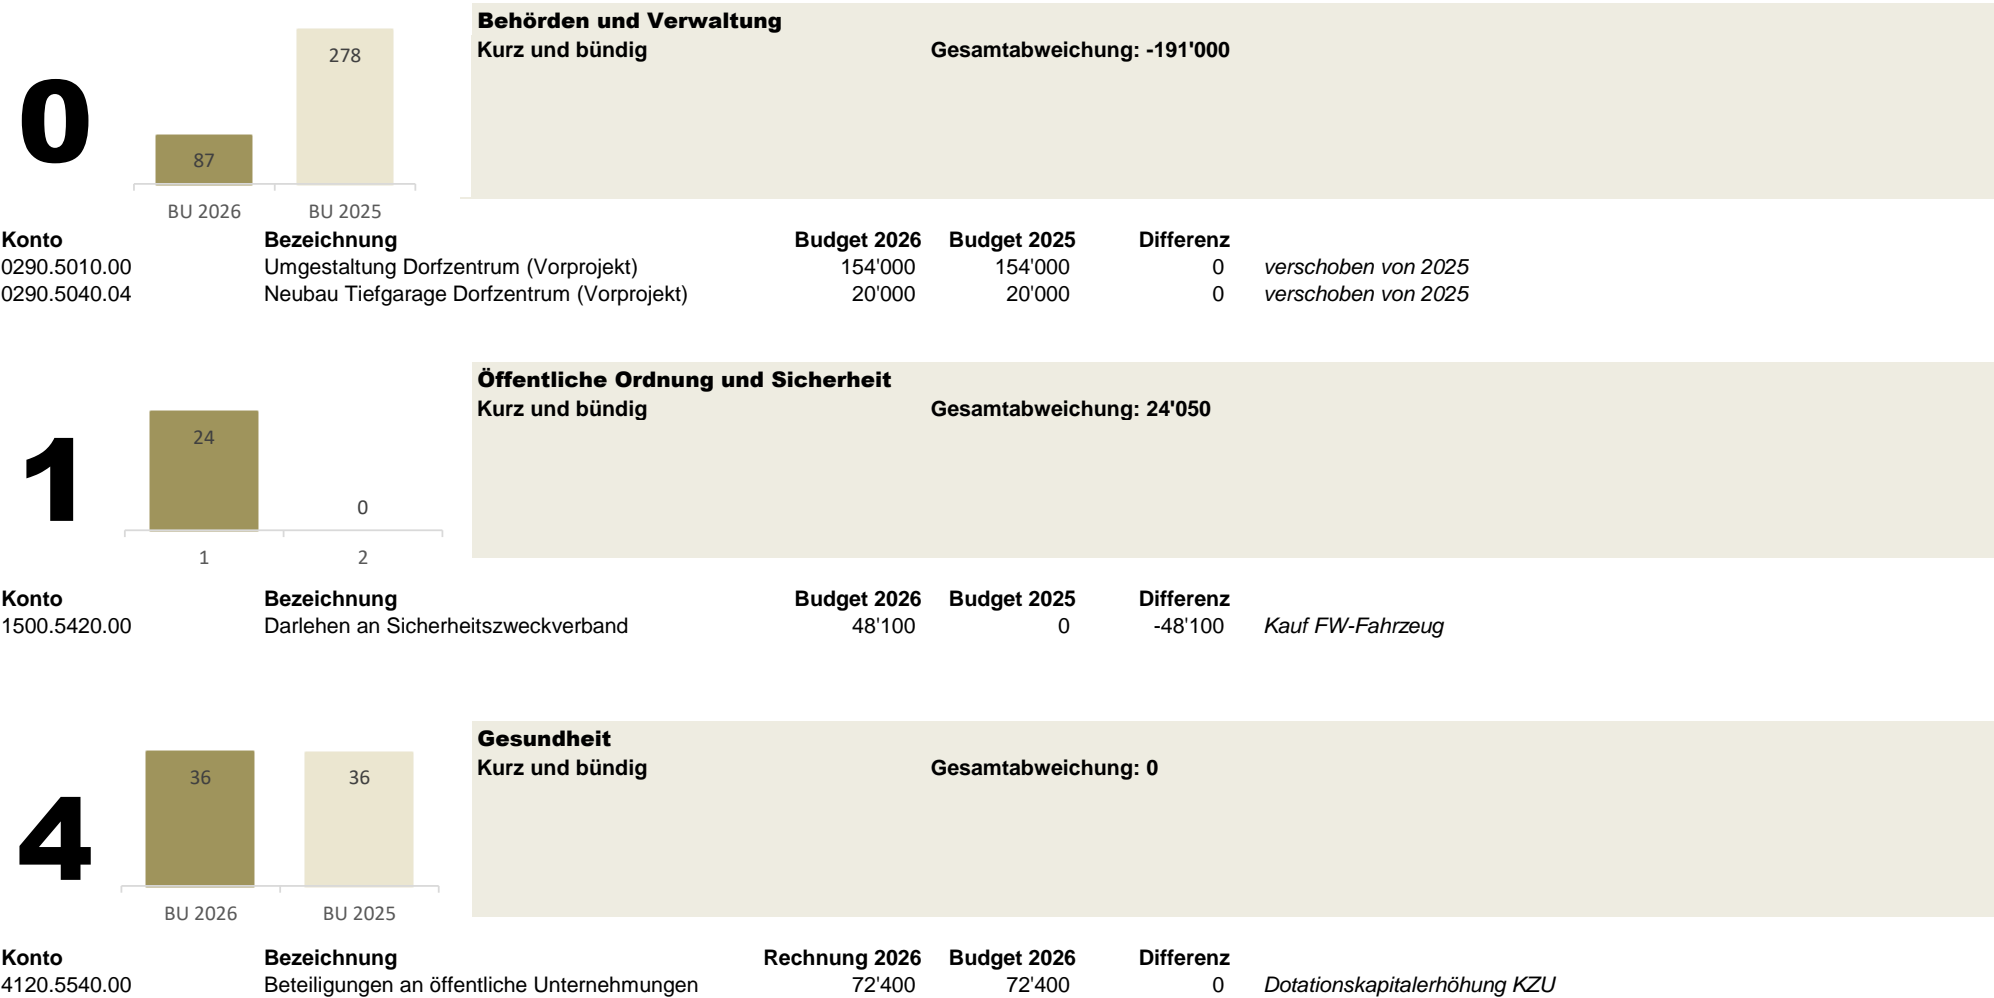 Behörden und Verwaltung
Kurz und bündig Gesamtabweichung: -191'000
0
278
87
BU 2026 BU 2025
Konto Bezeichnung Budget 2026 Budget 2025 Differenz
0290.5010.00 Umgestaltung Dorfzentrum (Vorprojekt) 154'000 154'000 0 verschoben von 2025
0290.5040.04 Neubau Tiefgarage Dorfzentrum (Vorprojekt) 20'000 20'000 0 verschoben von 2025
Öffentliche Ordnung und Sicherheit
Kurz und bündig Gesamtabweichung: 24'050
1
24
0
1 2
Konto Bezeichnung Budget 2026 Budget 2025 Differenz
1500.5420.00 Darlehen an Sicherheitszweckverband 48'100 0 -48'100 Kauf FW-Fahrzeug
Gesundheit
Kurz und bündig Gesamtabweichung: 0
4
36 36
BU 2026 BU 2025
Konto Bezeichnung Rechnung 2026 Budget 2026 Differenz
4120.5540.00 Beteiligungen an öffentliche Unternehmungen 72'400 72'400 0 Dotationskapitalerhöhung KZU